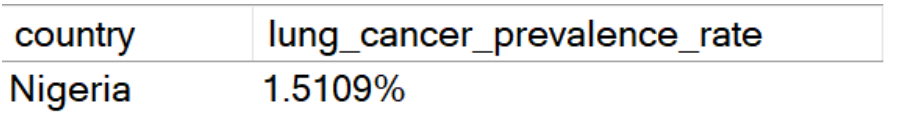 country lung_cancer_prevalence_rate
Nigeria 1.5109%